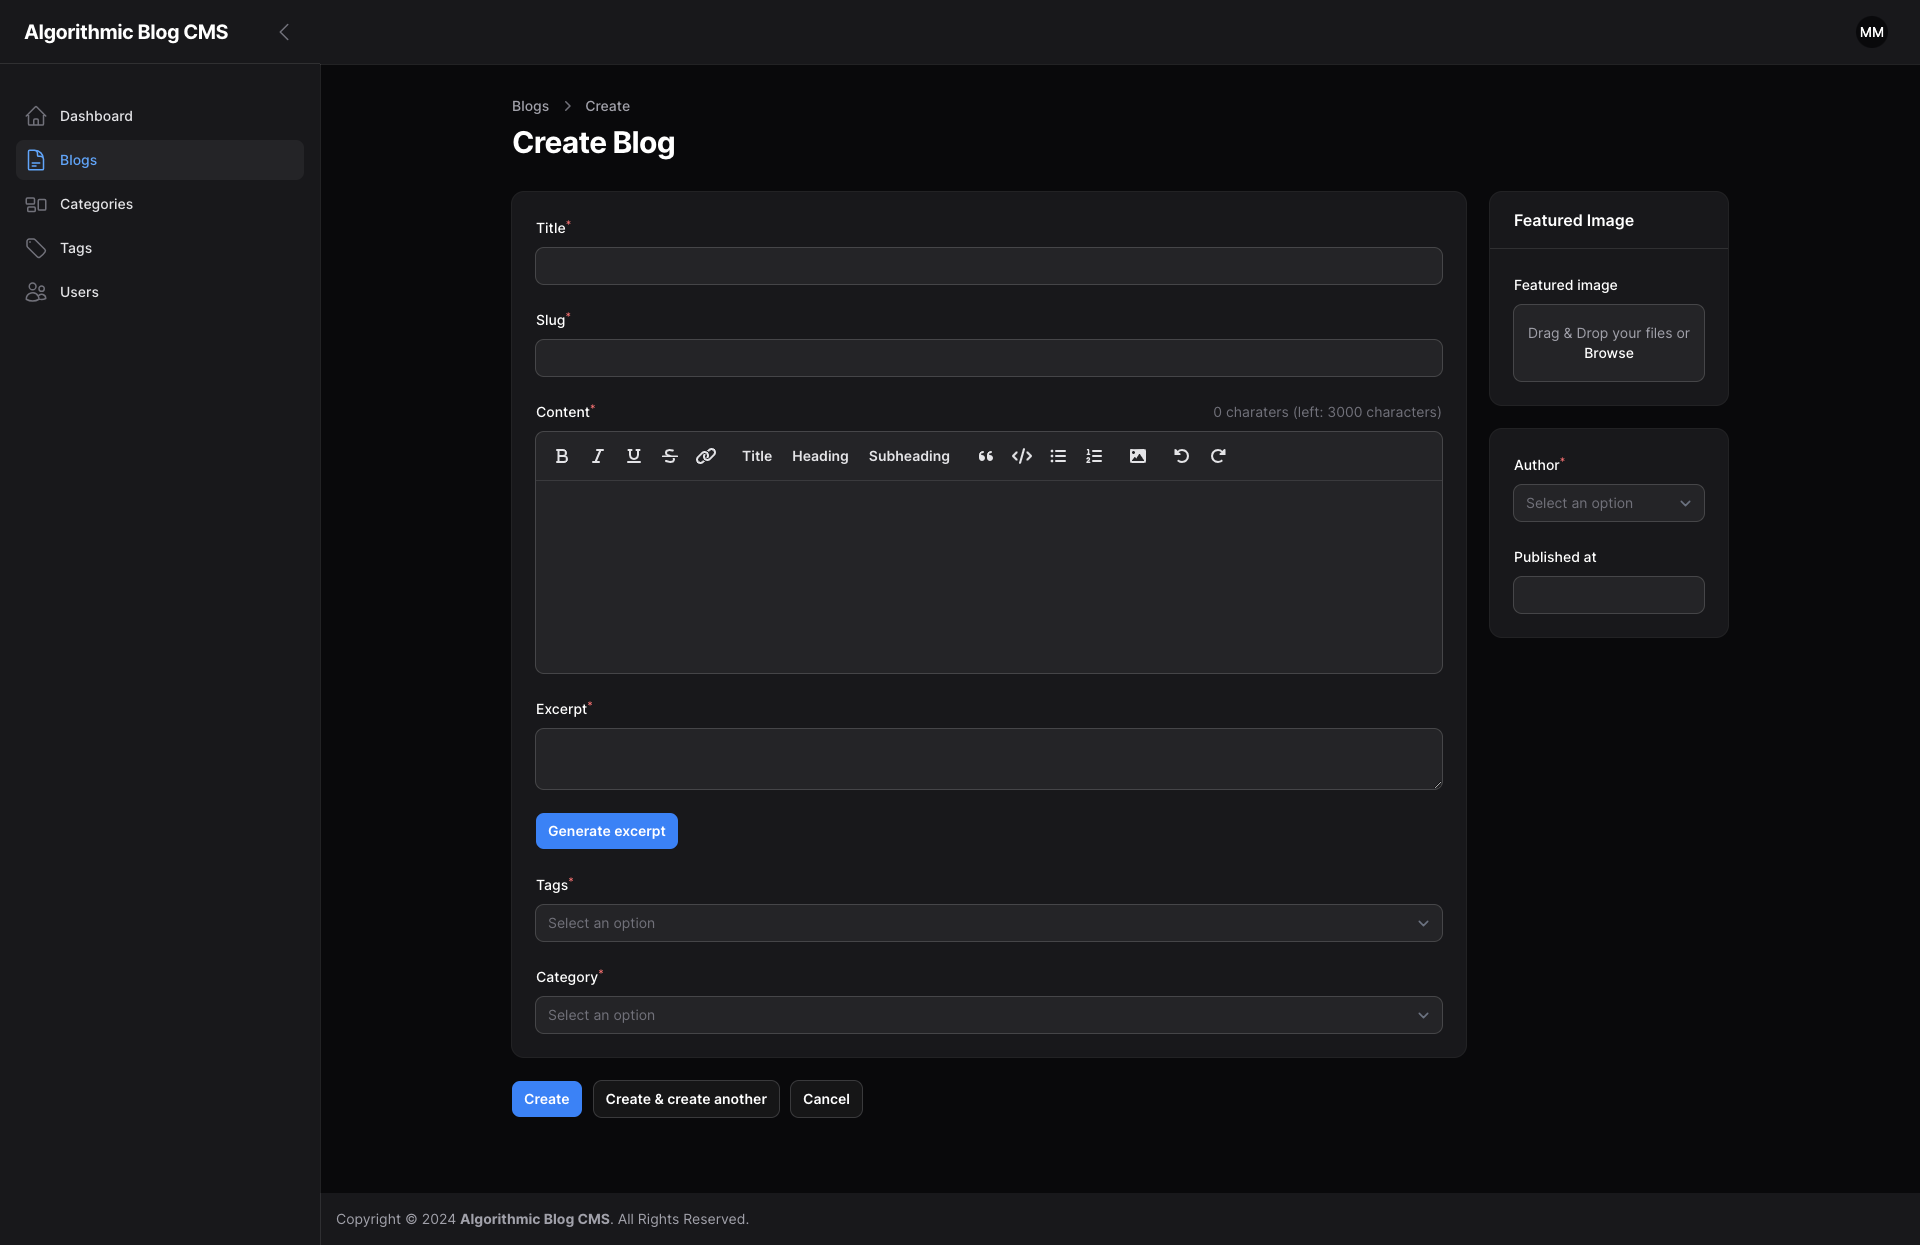 Algorithmic Blog CMS
MM
Dashboard
Blogs
Categories
Tags
Users
Blogs > Create
Create Blog
Title*
Slug*
Content*
0 charaters (left: 3000 characters)
Title Heading Subheading
Excerpt*
Generate excerpt
Tags*
Select an option
Category*
Select an option
Create
Create & create another
Cancel
Featured Image
Featured image
Drag & Drop your files or
Browse
Author*
Select an option
Published at
Copyright © 2024 Algorithmic Blog CMS. All Rights Reserved.